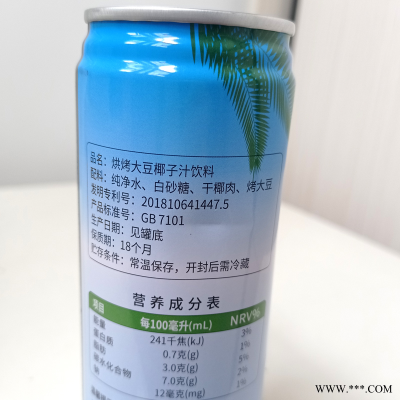 品名：烘烤大豆椰子汁饮料
配料：纯净水、白砂糖、干椰肉、烤大豆
发明专利号：201810641447.5
产品标准号：GB 7101
生产日期：见罐底
保质期：18个月
贮存条件：常温保存，开封后需冷藏
营养成分表
项目 每100毫升(mL) NRV%
能量 241千焦(kJ) 3%
蛋白质 0.7克(g) 1%
脂肪 3.0克(g) 5%
碳水化合物 7.0克(g) 2%
钠 12毫克(mg) 1%
www.***.COM